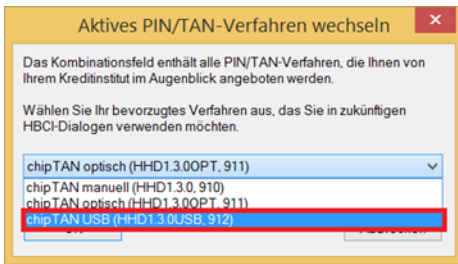 Aktives PIN/TAN-Verfahren wechseln
Das Kombinationsfeld enthält alle PIN/TAN-Verfahren, die Ihnen von
Ihrem Kreditinstitut im Augenblick angeboten werden.
Wählen Sie Ihr bevorzugtes Verfahren aus, das Sie in zukünftigen
HBCI-Dialogen verwenden möchten.
chipTAN optisch (HHD1.3.0OPT, 911)
chipTAN manuell (HHD1.3.0, 910)
chipTAN optisch (HHD1.3.0OPT, 911)
chipTAN USB (HHD1.3.0USB, 912)